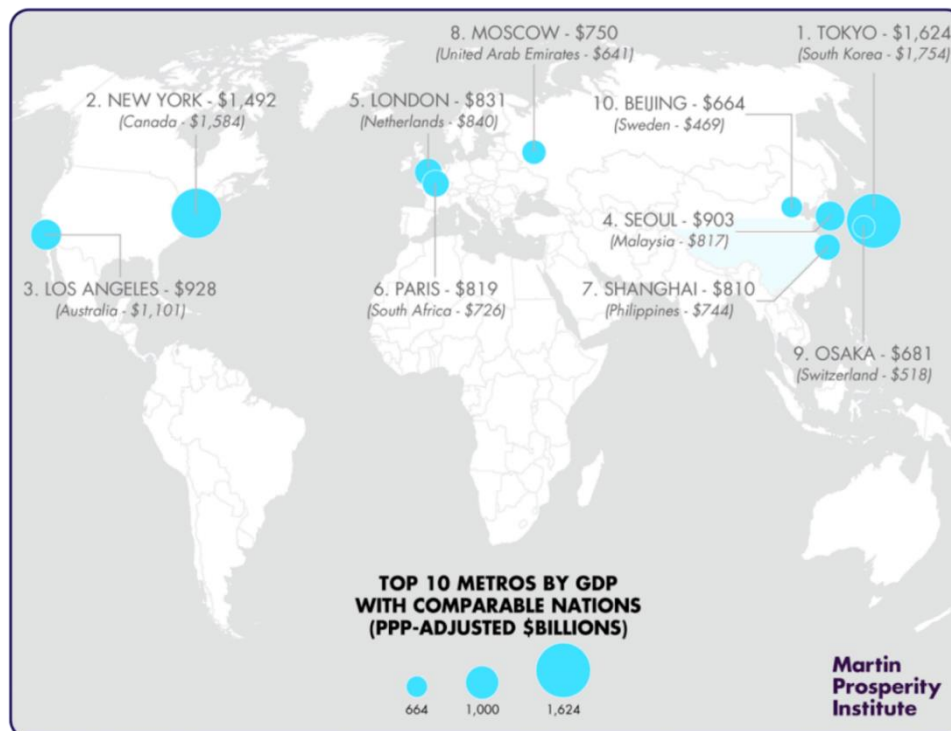 8. MOSCOW - $750
(United Arab Emirates - $641)
1. TOKYO - $1,624
(South Korea - $1,754)
2. NEW YORK - $1,492
(Canada - $1,584)
5. LONDON - $831
(Netherlands - $840)
10. BEIJING - $664
(Sweden - $469)
4. SEOUL - $903
(Malaysia - $817)
3. LOS ANGELES - $928
(Australia - $1,101)
6. PARIS - $819
(South Africa - $726)
7. SHANGHAI - $810
(Philippines - $744)
9. OSAKA - $681
(Switzerland - $518)
TOP 10 METROS BY GDP
WITH COMPARABLE NATIONS
(PPP-ADJUSTED $BILLIONS)
664 1,000 1,624
Martin
Prosperity
Institute